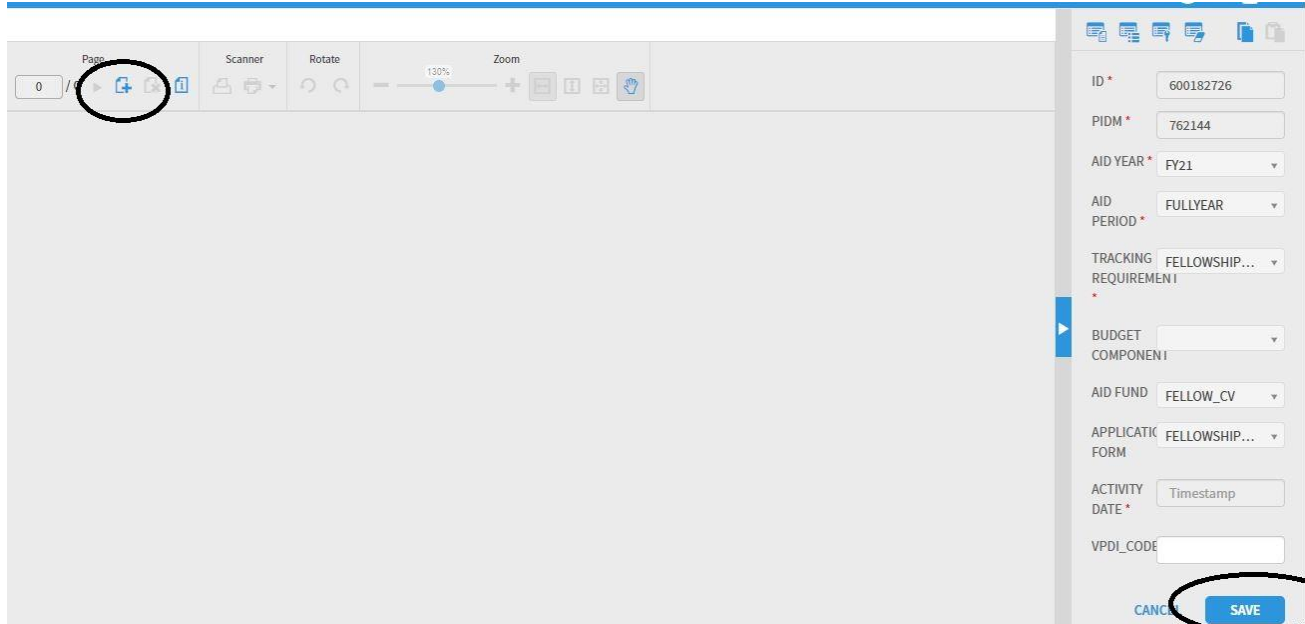 Page
Scanner
Rotate
Zoom
0 /
130%
ID *
600182726
PIDM *
762144
AID YEAR *
FY21
AID
PERIOD *
FULLYEAR
TRACKING
REQUIREMENT
*
FELLOWSHIP...
BUDGET
COMPONENT
AID FUND
FELLOW_CV
APPLICATIO
FORM
FELLOWSHIP...
ACTIVITY
DATE *
Timestamp
VPDI_CODE
CANCEL
SAVE